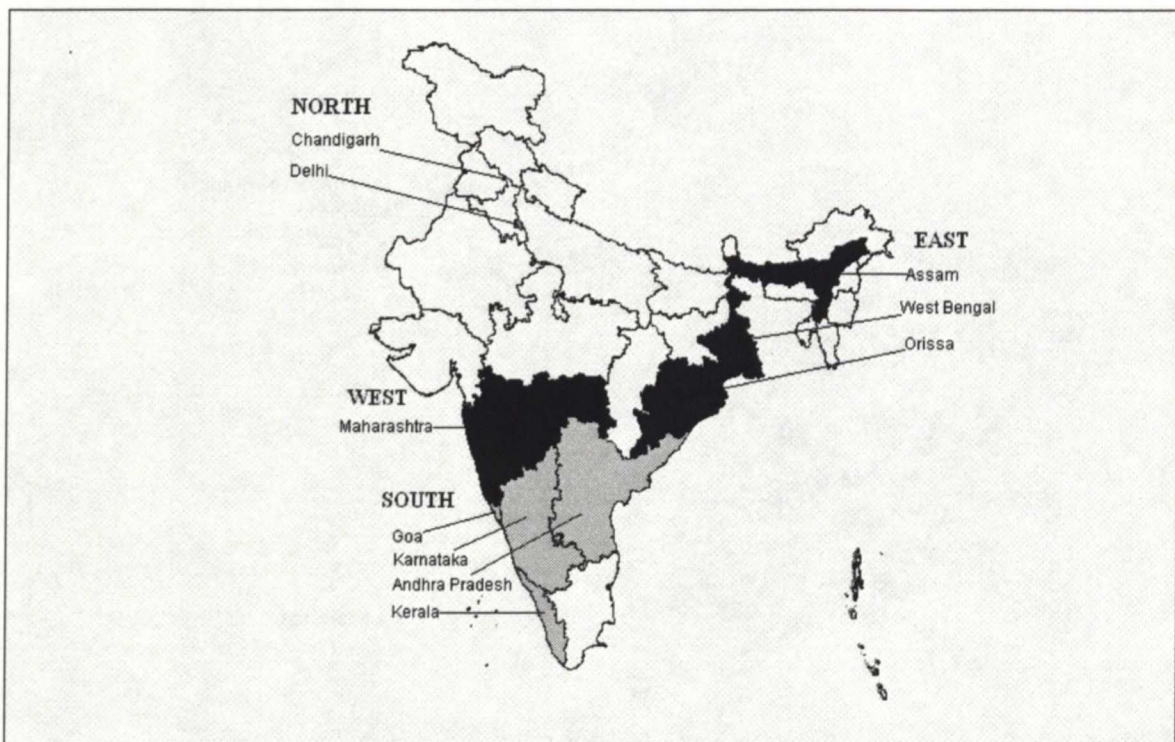 NORTH
Chandigarh
Delhi
EAST
Assam
West Bengal
Orissa
WEST
Maharashtra
SOUTH
Goa
Karnataka
Andhra Pradesh
Kerala